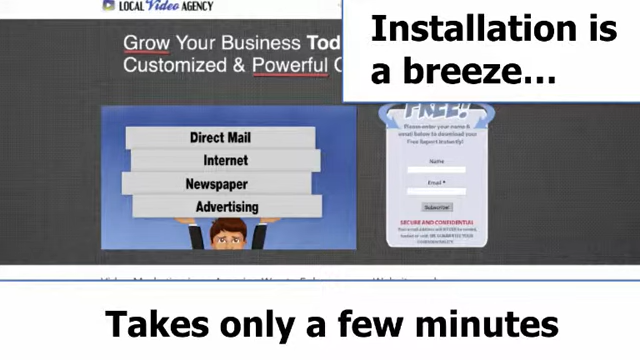 LOCAL Video AGENCY
Installation is
a breeze...
Grow Your Business Tod
Customized & Powerful
FREE!!
Please enter your name &
email below to download your
Free Report Instantly!
Direct Mail
Internet
Newspaper
Advertising
Name
Email *
Subscribe!
SECURE AND CONFIDENTIAL
Takes only a few minutes